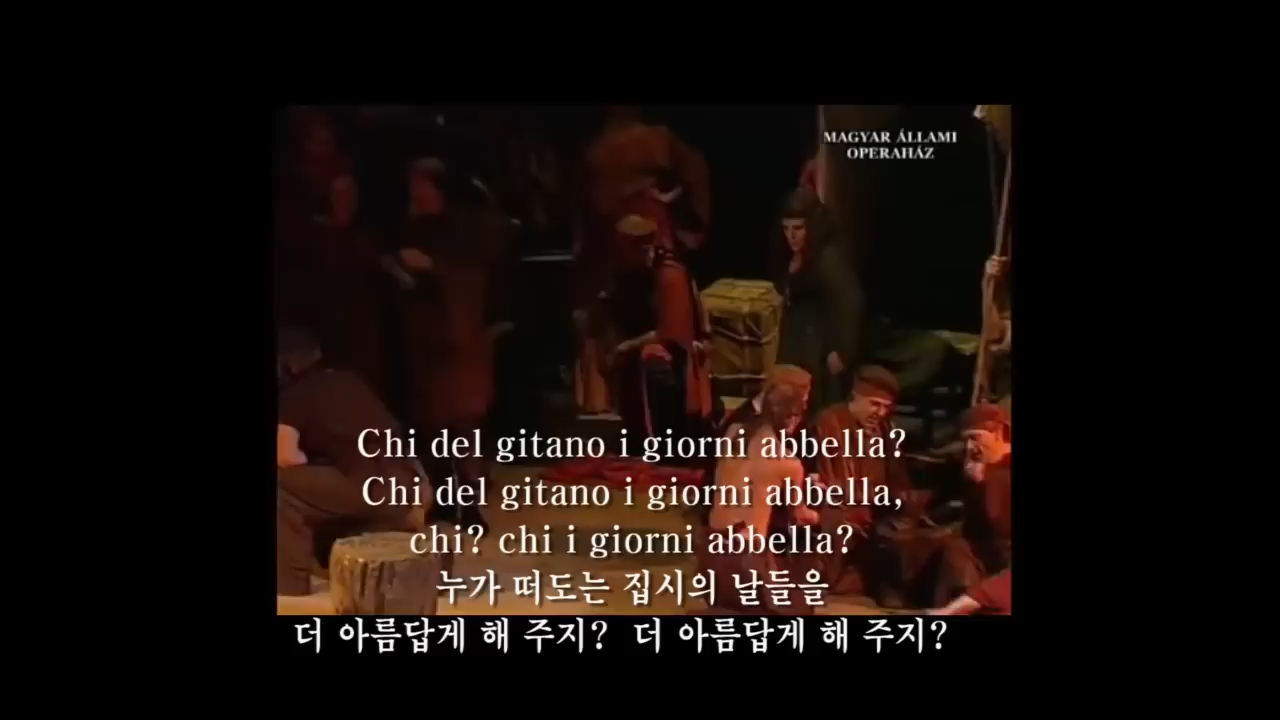 MAGYAR ÁLLAMI
OPERAHÁZ
Chi del gitano i giorni abbella?
Chi del gitano i giorni abbella,
chi? chi i giorni abbella?
누가 떠도는 집시의 날들을
더 아름답게 해 주지? 더 아름답게 해 주지?